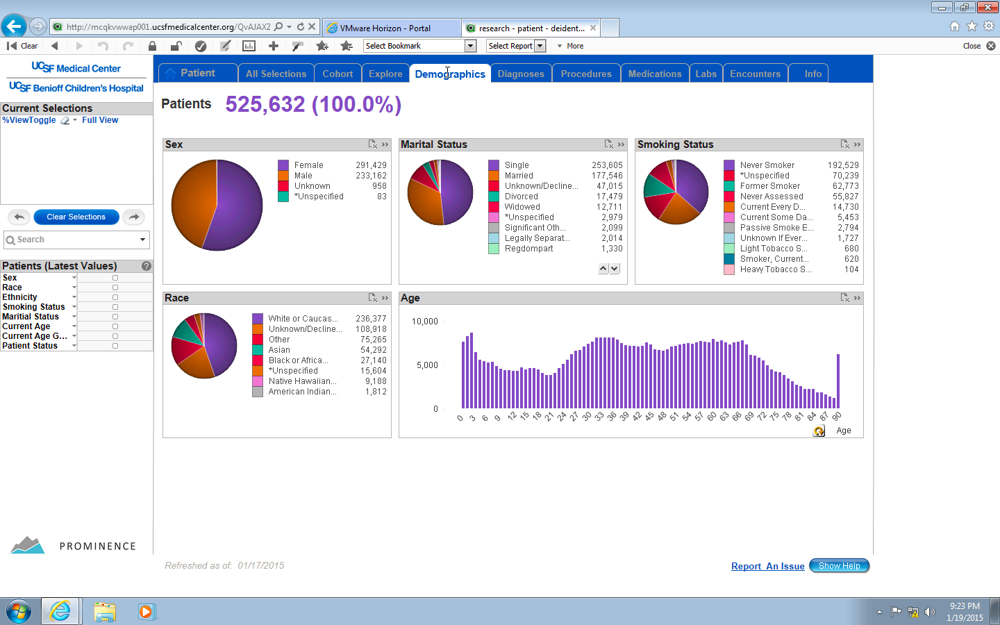 http://mcqkvwwap001.ucsfmedicalcenter.org/QvAJAXZ
VMware Horizon - Portal
research - patient - deident...
Clear
Select Bookmark
Select Report
More
Close
UCSF Medical Center
UCSF Benioff Children's Hospital
Patient
All Selections
Cohort
Explore
Demographics
Diagnoses
Procedures
Medications
Labs
Encounters
Info
Current Selections
%ViewToggle Full View
Clear Selections
Search
Patients (Latest Values) ?
Sex
Race
Ethnicity
Smoking Status
Maritial Status
Current Age
Current Age G...
Patient Status
PROMINENCE
Patients 525,632 (100.0%)
Sex
Female 291,429
Male 233,162
Unknown 958
*Unspecified 83
Marital Status
Single 253,605
Married 177,546
Unknown/Decline... 47,015
Divorced 17,479
Widowed 12,711
*Unspecified 2,979
Significant Oth... 2,099
Legally Separat... 2,014
Regdompart 1,330
Smoking Status
Never Smoker 192,529
*Unspecified 70,239
Former Smoker 62,773
Never Assessed 55,827
Current Every D... 14,730
Current Some Da... 5,453
Passive Smoke E... 2,794
Unknown If Ever... 1,727
Light Tobacco S... 680
Smoker, Current... 620
Heavy Tobacco S... 104
Race
White or Caucas... 236,377
Unknown/Decline... 108,918
Other 75,265
Asian 54,292
Black or Africa... 27,140
*Unspecified 15,604
Native Hawaiian... 9,188
American Indian... 1,812
Age
10,000
5,000
0
0 3 6 9 12 15 18 21 24 27 30 33 36 39 42 45 48 51 54 57 60 63 66 69 72 75 78 81 84 87 90
Age
Refreshed as of: 01/17/2015
Report An Issue
Show Help
9:23 PM
1/19/2015